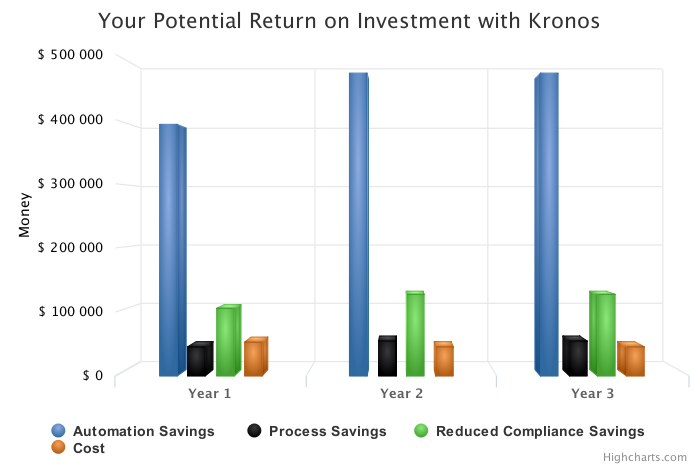 Your Potential Return on Investment with Kronos
$ 500 000
$ 400 000
$ 300 000
$ 200 000
$ 100 000
$ 0
Money
Year 1
Year 2
Year 3
Automation Savings
Process Savings
Reduced Compliance Savings
Cost
Highcharts.com